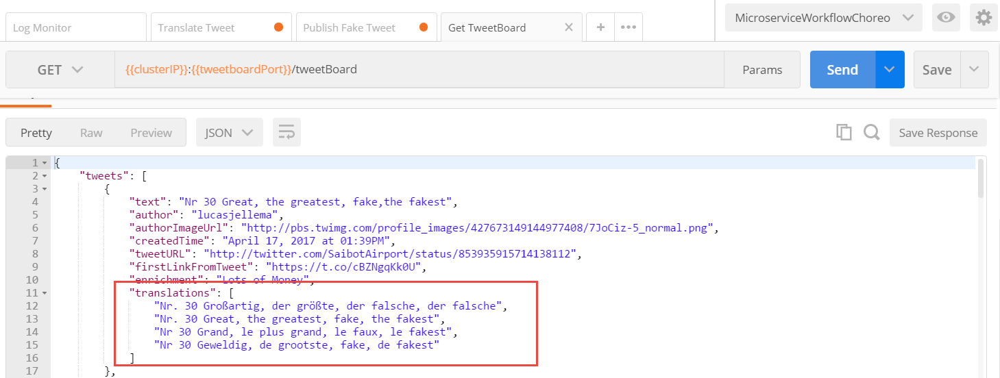 Log Monitor
Translate Tweet
Publish Fake Tweet
Get TweetBoard
MicroserviceWorkflowChoreo
GET
{{clusterIP}}:{{tweetboardPort}}/tweetBoard
Params
Send
Save
Pretty
Raw
Preview
JSON
Save Response
1 {
2 "tweets": [
3 {
4 "text": "Nr 30 Great, the greatest, fake,the fakest",
5 "author": "lucasjellema",
6 "authorImageUrl": "http://pbs.twimg.com/profile_images/427673149144977408/7JoCiz-5_normal.png",
7 "createdTime": "April 17, 2017 at 01:39PM",
8 "tweetURL": "http://twitter.com/SaibotAirport/status/853935915714138112",
9 "firstLinkFromTweet": "https://t.co/cBZNgqKk0U",
10 "enrichment": "Lots of Money",
11 "translations": [
12 "Nr. 30 Großartig, der größte, der falsche, der falsche",
13 "Nr. 30 Great, the greatest, fake, the fakest",
14 "Nr 30 Grand, le plus grand, le faux, le fakest",
15 "Nr 30 Geweldig, de grootste, fake, de fakest"
16 ]
17 },